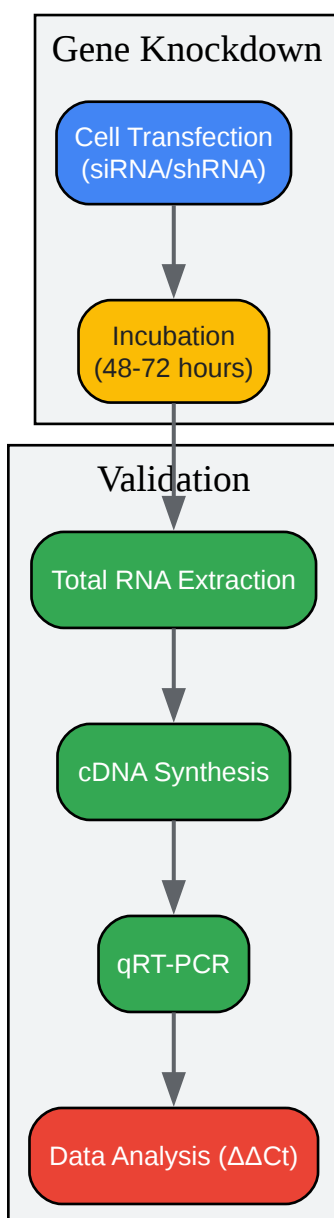 Gene Knockdown
Cell Transfection
(siRNA/shRNA)
Incubation
(48-72 hours)
Validation
Total RNA Extraction
cDNA Synthesis
qRT-PCR
Data Analysis (ΔΔCt)